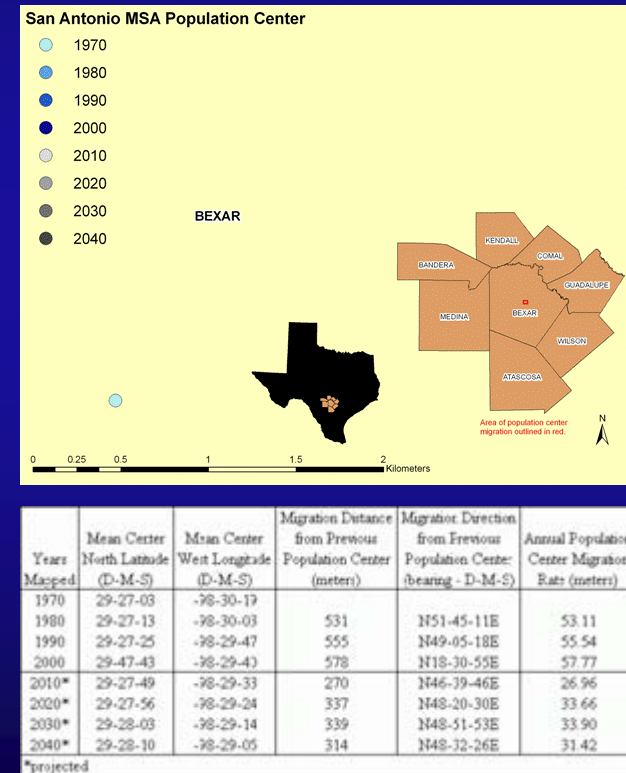 San Antonio MSA Population Center
1970
1980
1990
2000
2010
2020
2030
2040
BEXAR
KENDALL
COMAL
BANDERA
GUADALUPE
MEDINA
BEXAR
WILSON
ATASCOSA
Area of population center
migration outlined in red.
N
0 0.25 0.5 1 1.5 2
Kilometers
Years Mapped | Mean Center North Latitude (D-M-S) | Mean Center West Longitude (D-M-S) | Migration Distance from Previous Population Center (meters) | Migration Direction from Previous Population Center (bearing - D-M-S) | Annual Population Center Migration Rate (meters)
1970 29-27-03 -98-30-19
1980 29-27-13 -98-30-03 531 N51-45-11E 53.11
1990 29-27-25 -98-29-47 555 N49-05-18E 55.54
2000 29-47-43 -98-29-40 578 N18-30-55E 57.77
2010* 29-27-49 -98-29-33 270 N46-39-46E 26.96
2020* 29-27-56 -98-29-24 337 N48-20-30E 33.66
2030* 29-28-03 -98-29-14 339 N48-51-53E 33.90
2040* 29-28-10 -98-29-05 314 N48-32-26E 31.42
*projected